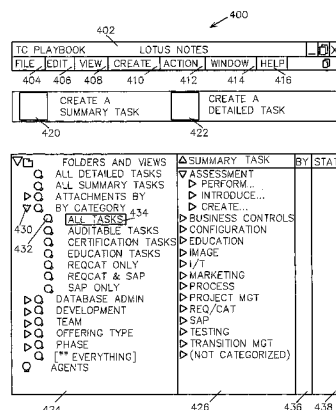 400
402
TC PLAYBOOK LOTUS NOTES
FILE EDIT VIEW CREATE ACTION WINDOW HELP
404 406 408 410 412 414 416
CREATE A SUMMARY TASK
CREATE A DETAILED TASK
420 422
FOLDERS AND VIEWS
ALL DETAILED TASKS
ALL SUMMARY TASKS
ATTACHMENTS BY
430
BY CATEGORY
432
ALL TASKS 434
AUDITABLE TASKS
CERTIFICATION TASKS
EDUCATION TASKS
REQCAT ONLY
REQCAT & SAP
SAP ONLY
DATABASE ADMIN
DEVELOPMENT
TEAM
OFFERING TYPE
PHASE
[** EVERYTHING]
AGENTS
SUMMARY TASK BY STAT
ASSESSMENT
PERFORM...
INTRODUCE...
CREATE...
BUSINESS CONTROLS
CONFIGURATION
EDUCATION
IMAGE
I/T
MARKETING
PROCESS
PROJECT MGT
REQ/CAT
SAP
TESTING
TRANSITION MGT
(NOT CATEGORIZED)
424 426 436 438